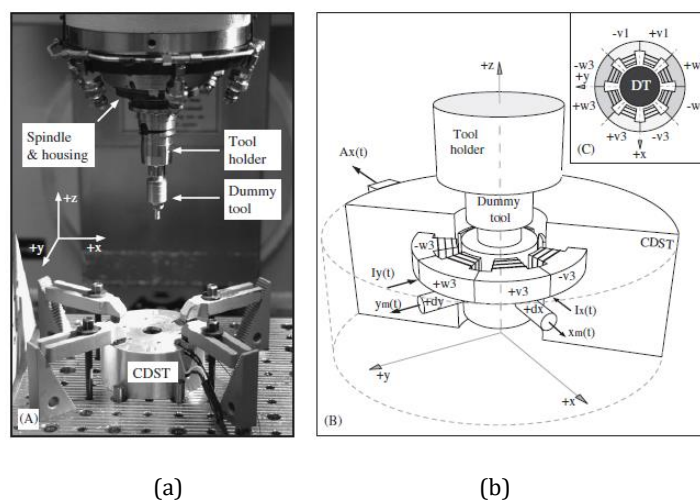 Spindle
& housing
Tool
holder
Dummy
tool
+z
+x
+y
CDST
(A)
+z
Tool
holder
Dummy
tool
Ax(t)
CDST
-w3
Iy(t)
+w3
+v3
-v3
ym(t)
+dy
+dx
Ix(t)
xm(t)
+y
+x
(B)
-v1
+v1
-w3
+w
+y
DT
+w3
-w
+v3
-v3
(C)
+x
(a)
(b)